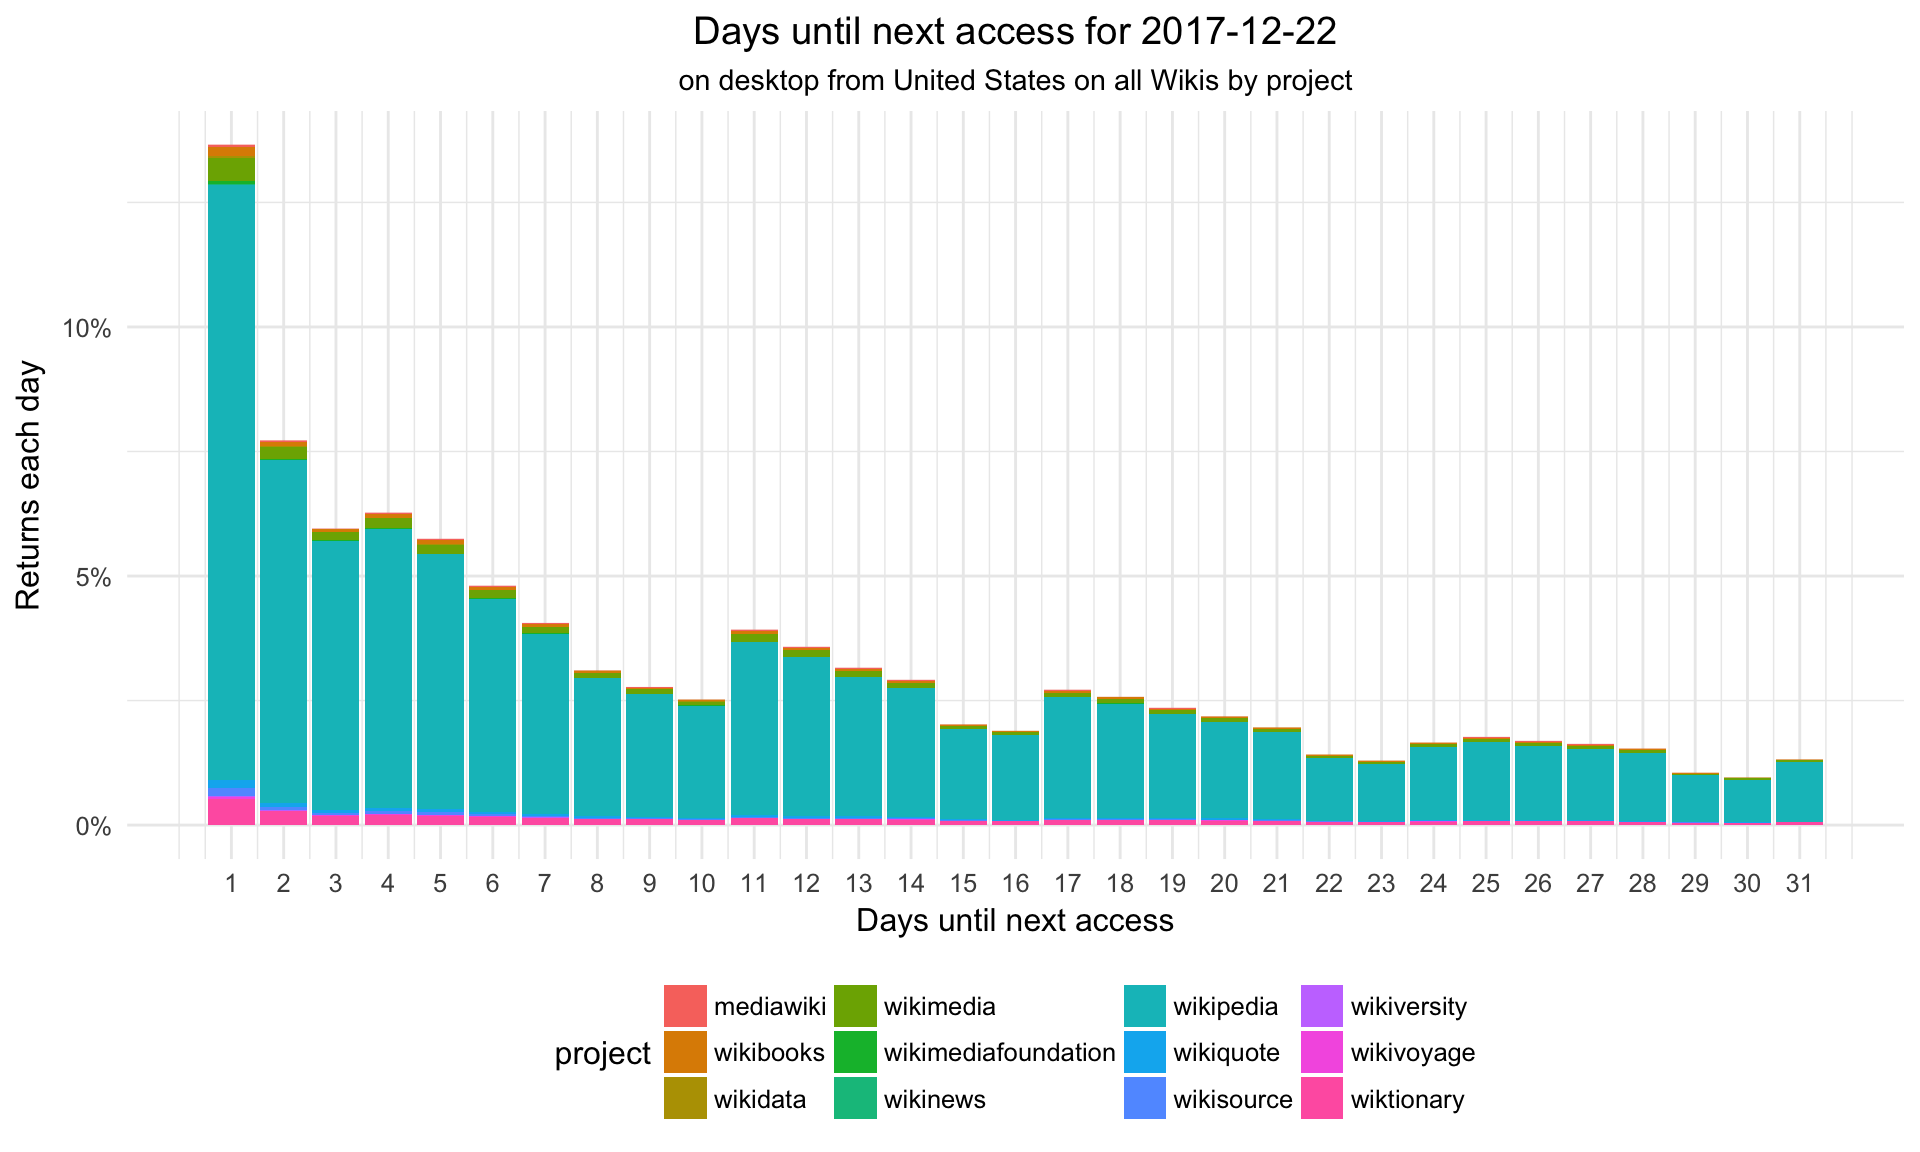 Days until next access for 2017-12-22
on desktop from United States on all Wikis by project
Returns each day
10%
5%
0%
1 2 3 4 5 6 7 8 9 10 11 12 13 14 15 16 17 18 19 20 21 22 23 24 25 26 27 28 29 30 31
Days until next access
project
mediawiki wikimedia wikipedia wikiversity
wikibooks wikimediafoundation wikiquote wikivoyage
wikidata wikinews wikisource wiktionary